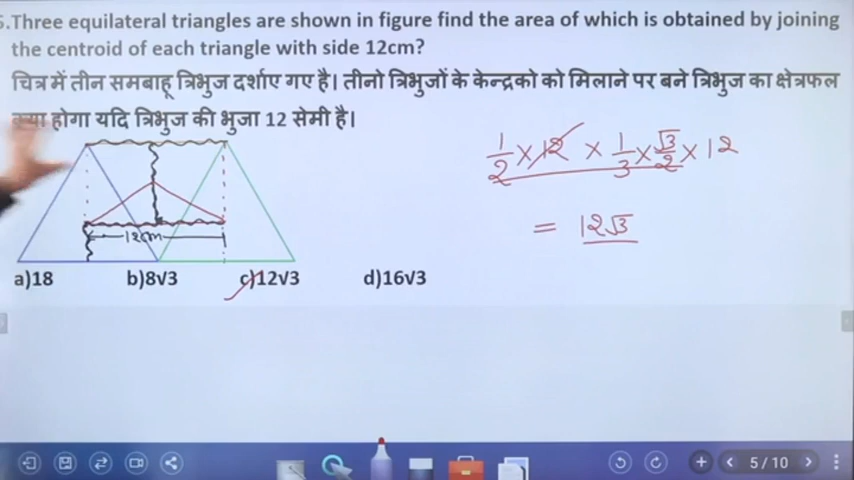 5.Three equilateral triangles are shown in figure find the area of which is obtained by joining
the centroid of each triangle with side 12cm?
चित्र में तीन समबाहू त्रिभुज दर्शाए गए है। तीनो त्रिभुजों के केन्द्रको को मिलाने पर बने त्रिभुज का क्षेत्रफल
क्या होगा यदि त्रिभुज की भुजा 12 सेमी है।
1/2 × 12 × 1/3 × √3/2 × 12
= 12√3
12cm
a)18 b)8√3 c)12√3 d)16√3
5 / 10